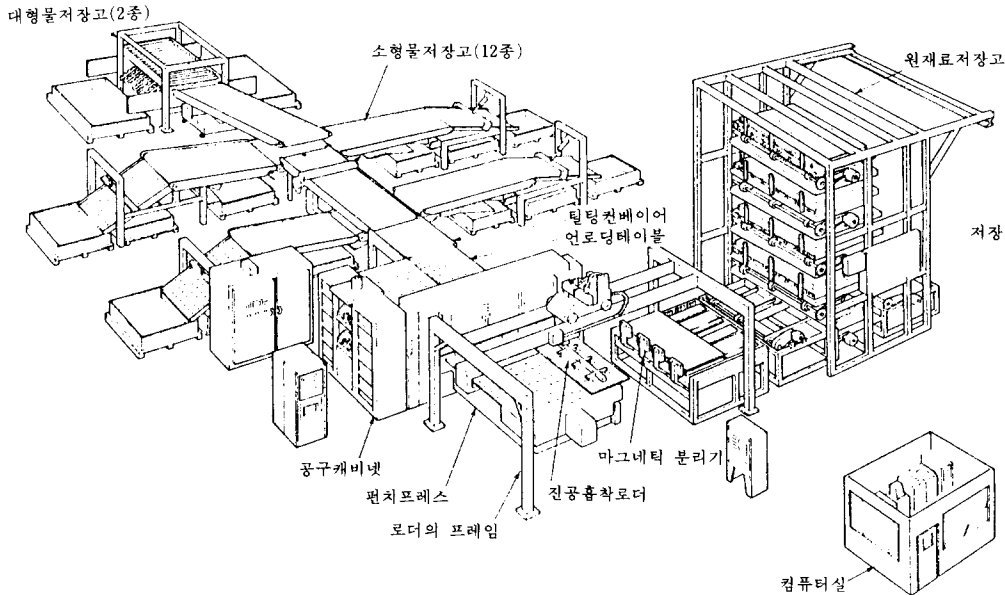 대형물저장고(2종)
소형물저장고(12종)
원재료저장고
틸팅컨베이어
언로딩테이블
저장
공구캐비넷
펀치프레스
로더의 프레임
진공흡착로더
마그네틱 분리기
컴퓨터실